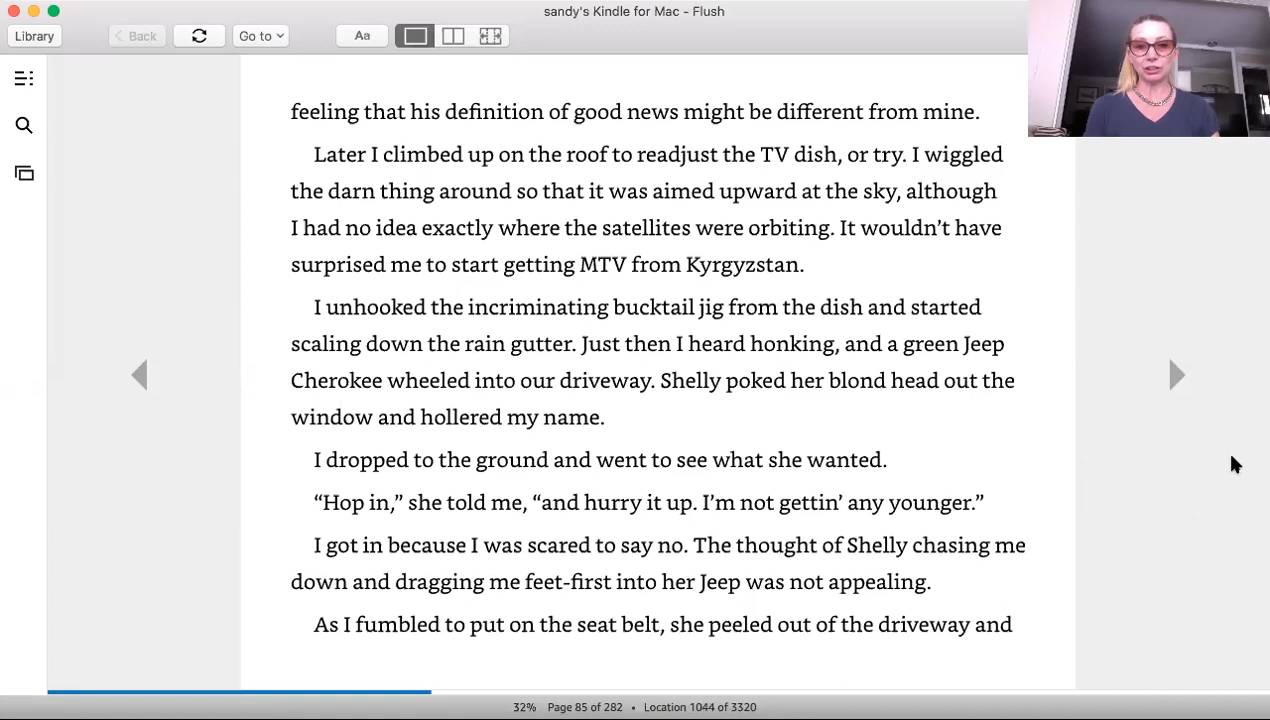 sandy's Kindle for Mac - Flush
Library
Back
Go to
Aa
feeling that his definition of good news might be different from mine.
Later I climbed up on the roof to readjust the TV dish, or try. I wiggled
the darn thing around so that it was aimed upward at the sky, although
I had no idea exactly where the satellites were orbiting. It wouldn’t have
surprised me to start getting MTV from Kyrgyzstan.
I unhooked the incriminating bucktail jig from the dish and started
scaling down the rain gutter. Just then I heard honking, and a green Jeep
Cherokee wheeled into our driveway. Shelly poked her blond head out the
window and hollered my name.
I dropped to the ground and went to see what she wanted.
“Hop in,” she told me, “and hurry it up. I’m not gettin’ any younger.”
I got in because I was scared to say no. The thought of Shelly chasing me
down and dragging me feet-first into her Jeep was not appealing.
As I fumbled to put on the seat belt, she peeled out of the driveway and
32% Page 85 of 282 • Location 1044 of 3320